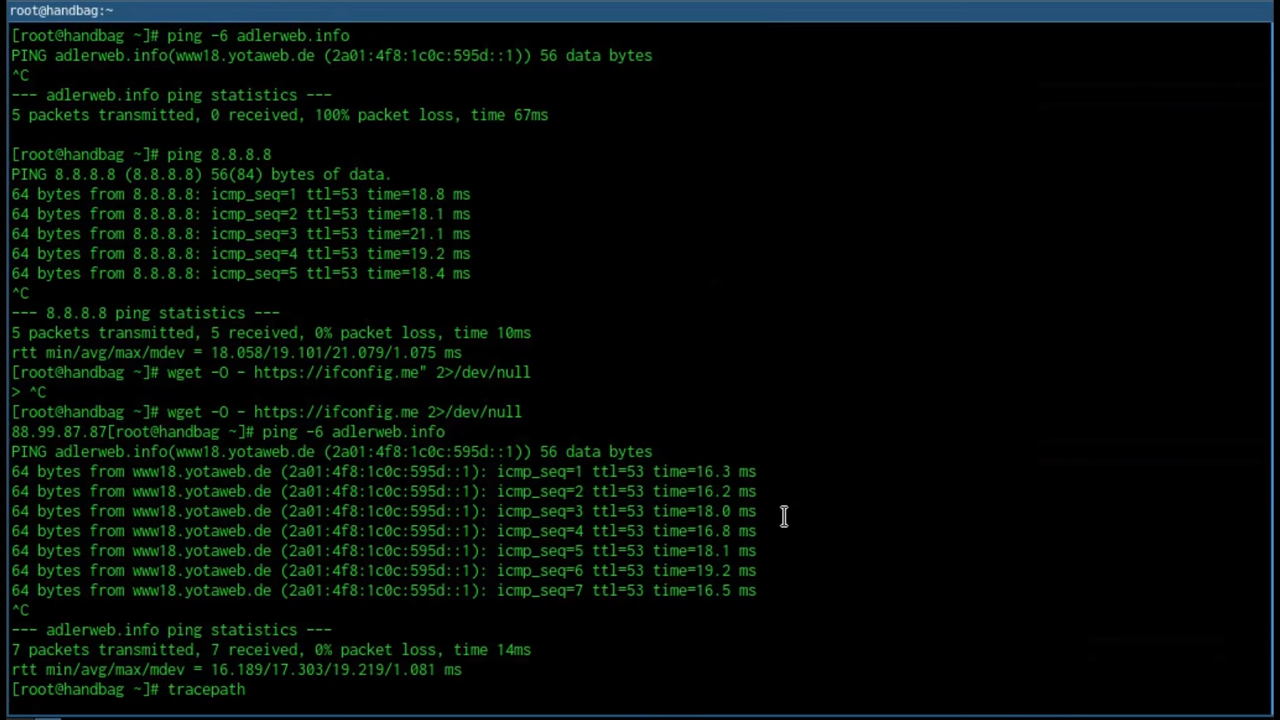 root@handbag:~
[root@handbag ~]# ping -6 adlerweb.info
PING adlerweb.info(www18.yotaweb.de (2a01:4f8:1c0c:595d::1)) 56 data bytes
^C
--- adlerweb.info ping statistics ---
5 packets transmitted, 0 received, 100% packet loss, time 67ms
[root@handbag ~]# ping 8.8.8.8
PING 8.8.8.8 (8.8.8.8) 56(84) bytes of data.
64 bytes from 8.8.8.8: icmp_seq=1 ttl=53 time=18.8 ms
64 bytes from 8.8.8.8: icmp_seq=2 ttl=53 time=18.1 ms
64 bytes from 8.8.8.8: icmp_seq=3 ttl=53 time=21.1 ms
64 bytes from 8.8.8.8: icmp_seq=4 ttl=53 time=19.2 ms
64 bytes from 8.8.8.8: icmp_seq=5 ttl=53 time=18.4 ms
^C
--- 8.8.8.8 ping statistics ---
5 packets transmitted, 5 received, 0% packet loss, time 10ms
rtt min/avg/max/mdev = 18.058/19.101/21.079/1.075 ms
[root@handbag ~]# wget -O - https://ifconfig.me" 2>/dev/null
> ^C
[root@handbag ~]# wget -O - https://ifconfig.me 2>/dev/null
88.99.87.87[root@handbag ~]# ping -6 adlerweb.info
PING adlerweb.info(www18.yotaweb.de (2a01:4f8:1c0c:595d::1)) 56 data bytes
64 bytes from www18.yotaweb.de (2a01:4f8:1c0c:595d::1): icmp_seq=1 ttl=53 time=16.3 ms
64 bytes from www18.yotaweb.de (2a01:4f8:1c0c:595d::1): icmp_seq=2 ttl=53 time=16.2 ms
64 bytes from www18.yotaweb.de (2a01:4f8:1c0c:595d::1): icmp_seq=3 ttl=53 time=18.0 ms
64 bytes from www18.yotaweb.de (2a01:4f8:1c0c:595d::1): icmp_seq=4 ttl=53 time=16.8 ms
64 bytes from www18.yotaweb.de (2a01:4f8:1c0c:595d::1): icmp_seq=5 ttl=53 time=18.1 ms
64 bytes from www18.yotaweb.de (2a01:4f8:1c0c:595d::1): icmp_seq=6 ttl=53 time=19.2 ms
64 bytes from www18.yotaweb.de (2a01:4f8:1c0c:595d::1): icmp_seq=7 ttl=53 time=16.5 ms
^C
--- adlerweb.info ping statistics ---
7 packets transmitted, 7 received, 0% packet loss, time 14ms
rtt min/avg/max/mdev = 16.189/17.303/19.219/1.081 ms
[root@handbag ~]# tracepath